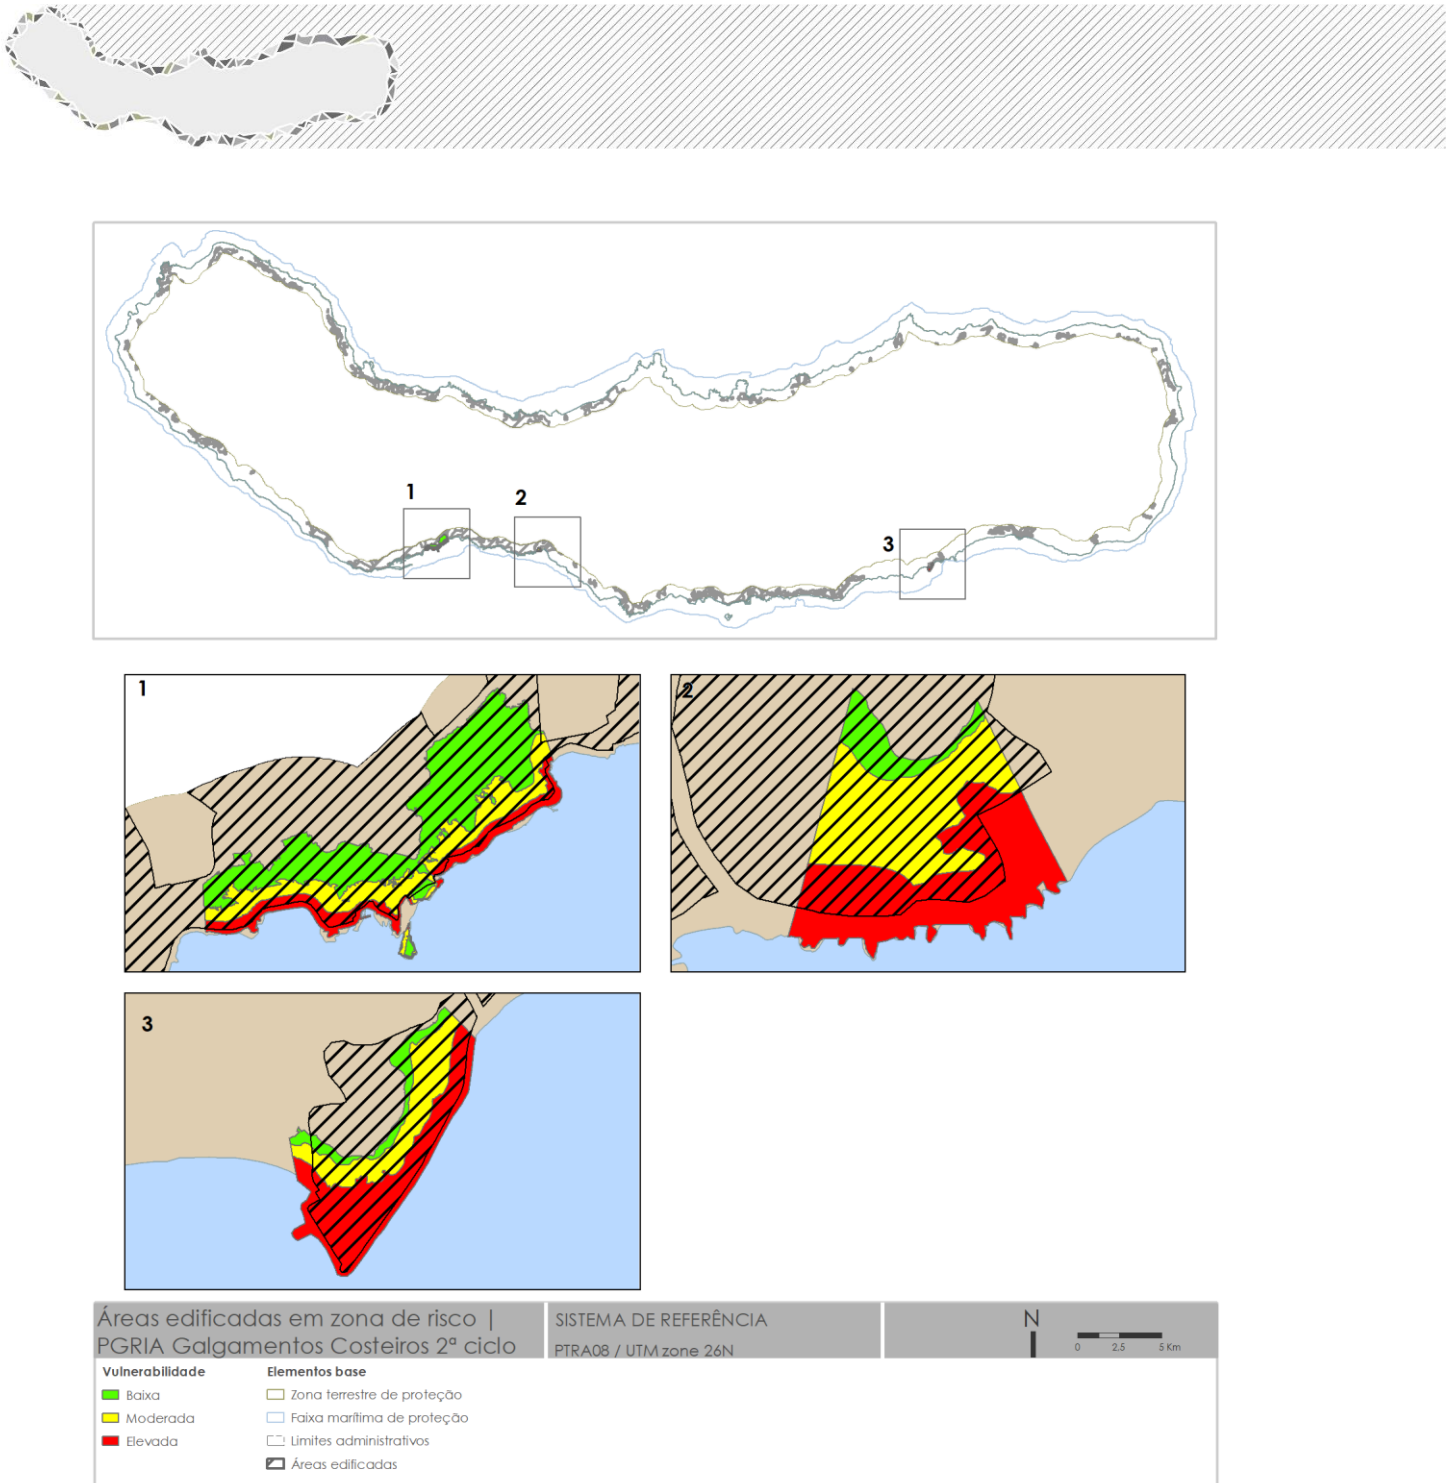 1
2
3
1
2
3
Áreas edificadas em zona de risco |
PGRIA Galgamentos Costeiros 2ª ciclo
SISTEMA DE REFERÊNCIA
PTRA08 / UTM zone 26N
N
0 2.5 5 Km
Vulnerabilidade
Baixa
Moderada
Elevada
Elementos base
Zona terrestre de proteção
Faixa marítima de proteção
Limites administrativos
Áreas edificadas